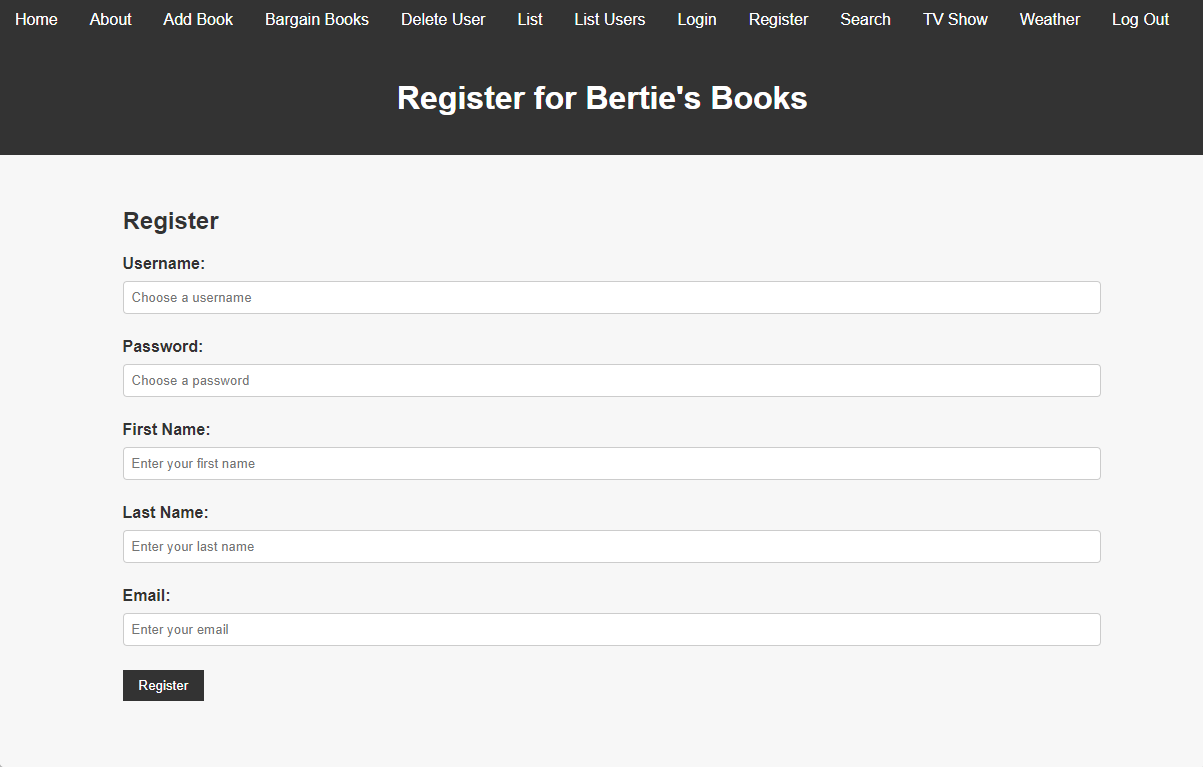 Home About Add Book Bargain Books Delete User List List Users Login Register Search TV Show Weather Log Out
Register for Bertie's Books
Register
Username:
Choose a username
Password:
Choose a password
First Name:
Enter your first name
Last Name:
Enter your last name
Email:
Enter your email
Register